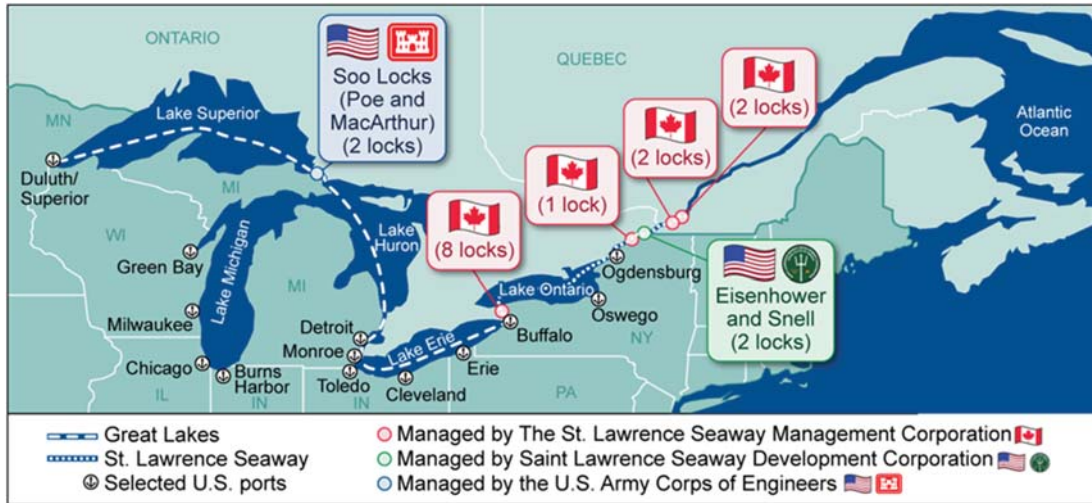 ONTARIO
QUEBEC
Soo Locks
(Poe and
MacArthur)
(2 locks)
(2 locks)
(2 locks)
(1 lock)
(8 locks)
Eisenhower
and Snell
(2 locks)
Atlantic
Ocean
Lake Superior
MN
Duluth/
Superior
MI
WI
Lake
Huron
Green Bay
Lake Michigan
MI
Milwaukee
Chicago
Burns
Harbor
Detroit
Monroe
Toledo
Lake Erie
Cleveland
Erie
Buffalo
Lake Ontario
Oswego
Ogdensburg
NY
PA
IL
IN
IN
Great Lakes
St. Lawrence Seaway
Selected U.S. ports
Managed by The St. Lawrence Seaway Management Corporation
Managed by Saint Lawrence Seaway Development Corporation
Managed by the U.S. Army Corps of Engineers